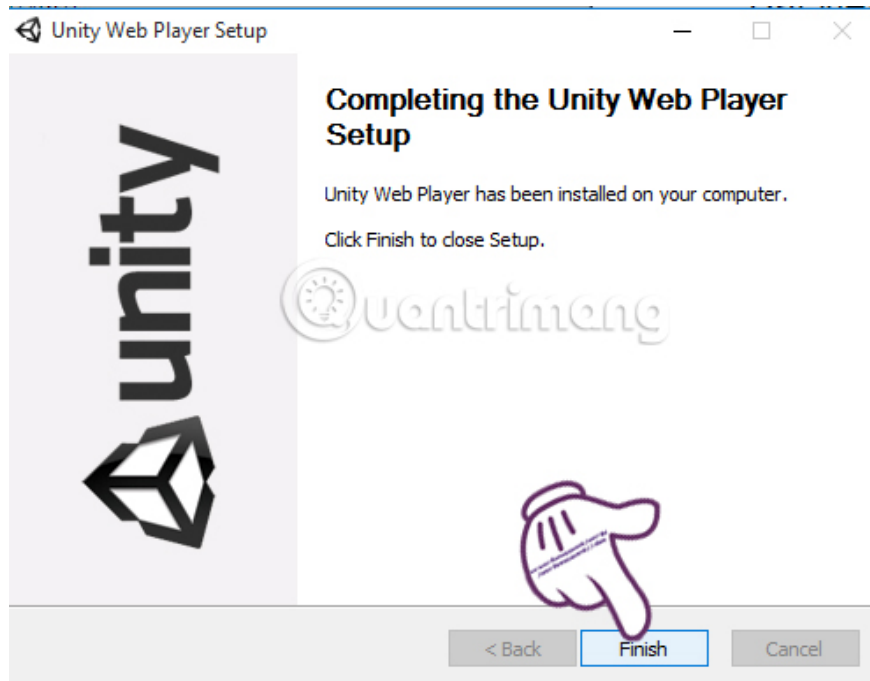 Unity Web Player Setup
unity
Completing the Unity Web Player
Setup
Unity Web Player has been installed on your computer.
Click Finish to close Setup.
Quantrimang
< Back
Finish
Cancel